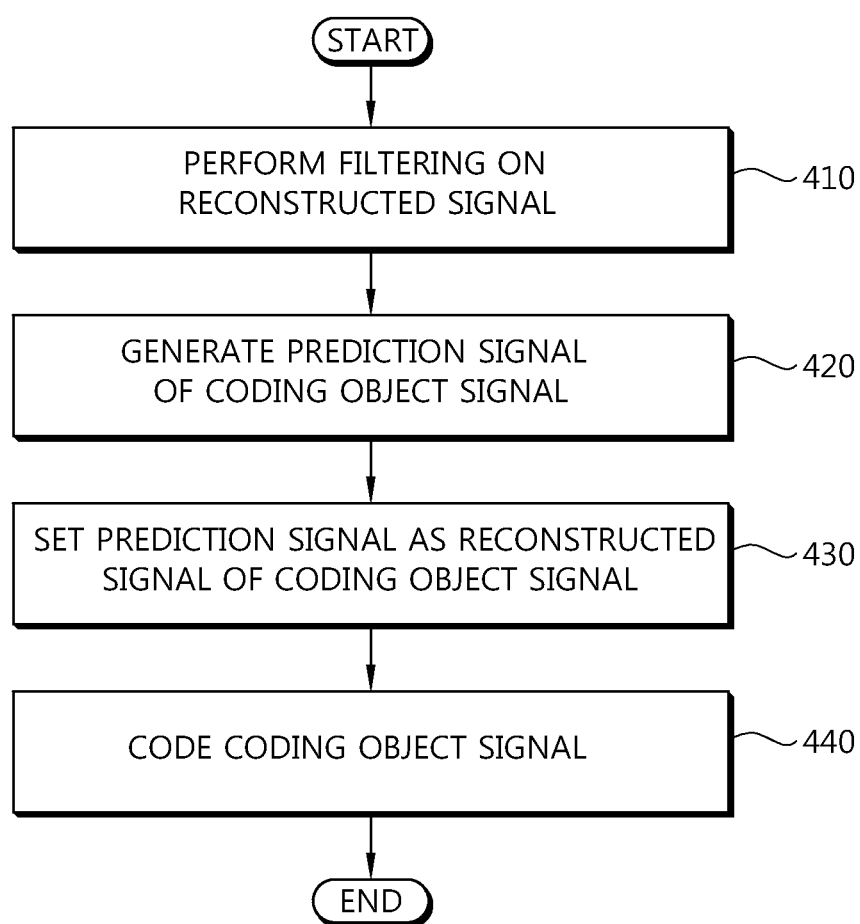 START
PERFORM FILTERING ON
RECONSTRUCTED SIGNAL
410
GENERATE PREDICTION SIGNAL
OF CODING OBJECT SIGNAL
420
SET PREDICTION SIGNAL AS RECONSTRUCTED
SIGNAL OF CODING OBJECT SIGNAL
430
CODE CODING OBJECT SIGNAL
440
END